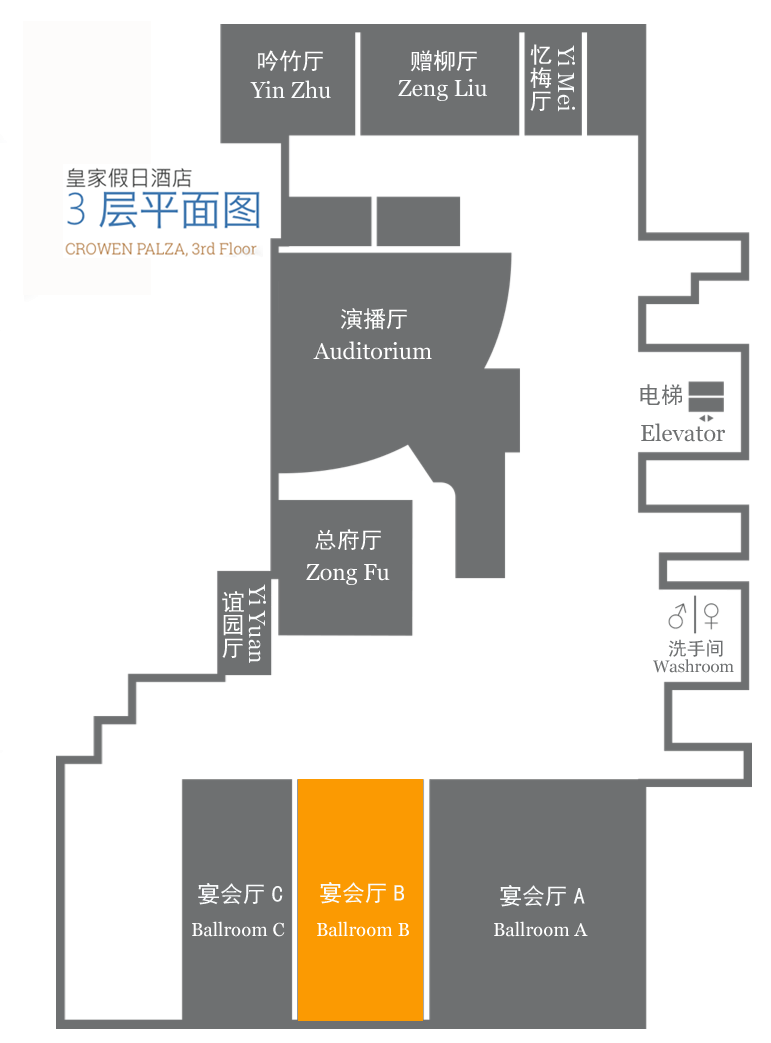 吟竹厅
Yin Zhu
赠柳厅
Zeng Liu
忆梅厅
Yi Mei
皇家假日酒店
3 层平面图
CROWEN PALZA, 3rd Floor
演播厅
Auditorium
电梯
Elevator
总府厅
Zong Fu
谊园厅
Yi Yuan
洗手间
Washroom
宴会厅 C
Ballroom C
宴会厅 B
Ballroom B
宴会厅 A
Ballroom A